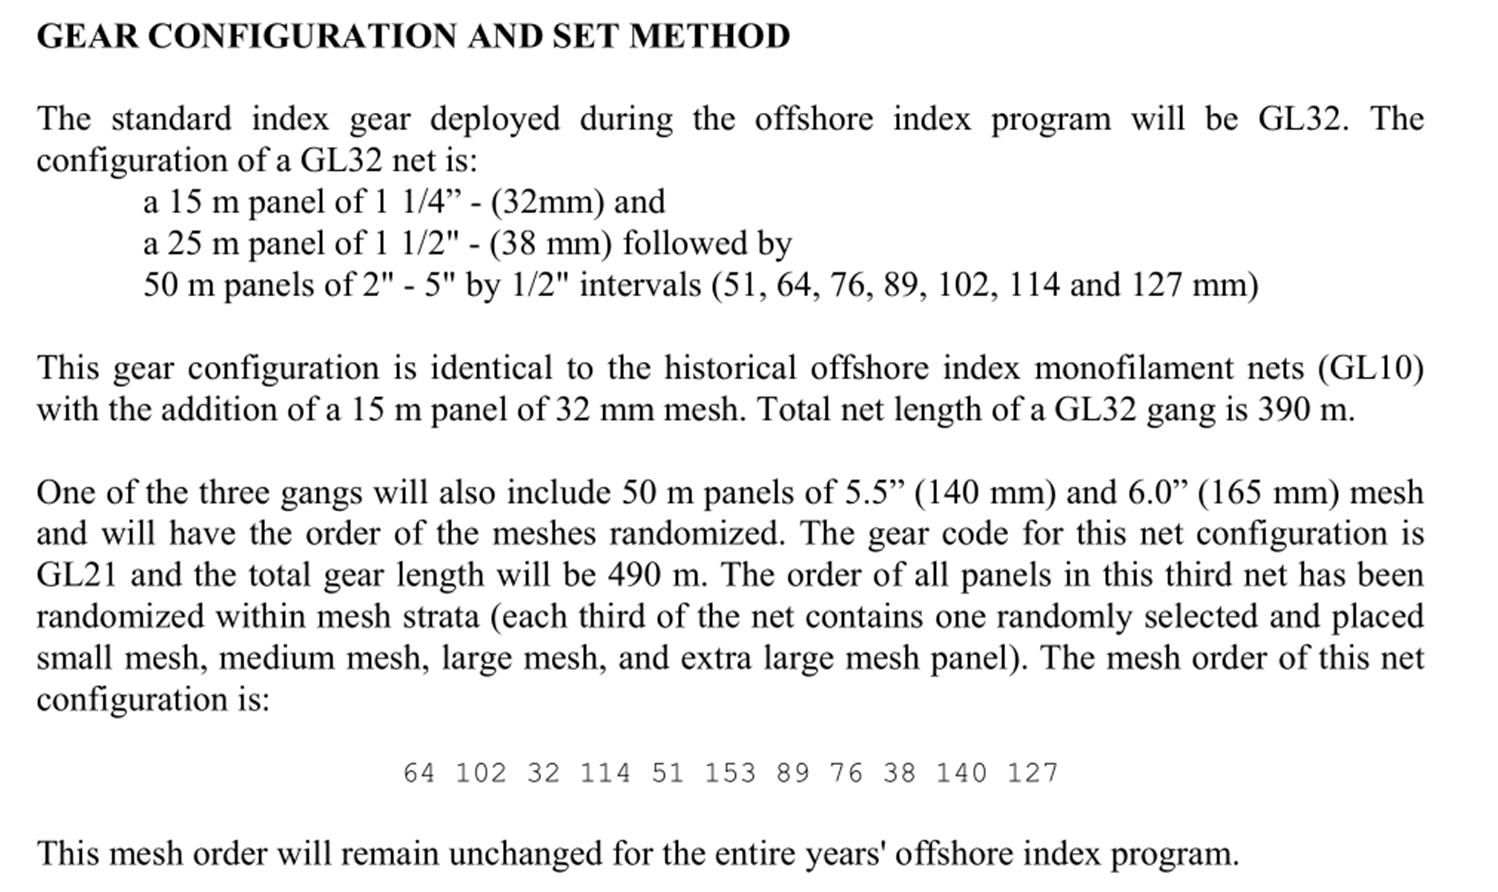 GEAR CONFIGURATION AND SET METHOD
The standard index gear deployed during the offshore index program will be GL32. The
configuration of a GL32 net is:
a 15 m panel of 1 1/4” - (32mm) and
a 25 m panel of 1 1/2" - (38 mm) followed by
50 m panels of 2" - 5" by 1/2" intervals (51, 64, 76, 89, 102, 114 and 127 mm)
This gear configuration is identical to the historical offshore index monofilament nets (GL10)
with the addition of a 15 m panel of 32 mm mesh. Total net length of a GL32 gang is 390 m.
One of the three gangs will also include 50 m panels of 5.5” (140 mm) and 6.0” (165 mm) mesh
and will have the order of the meshes randomized. The gear code for this net configuration is
GL21 and the total gear length will be 490 m. The order of all panels in this third net has been
randomized within mesh strata (each third of the net contains one randomly selected and placed
small mesh, medium mesh, large mesh, and extra large mesh panel). The mesh order of this net
configuration is:
64 102 32 114 51 153 89 76 38 140 127
This mesh order will remain unchanged for the entire years' offshore index program.